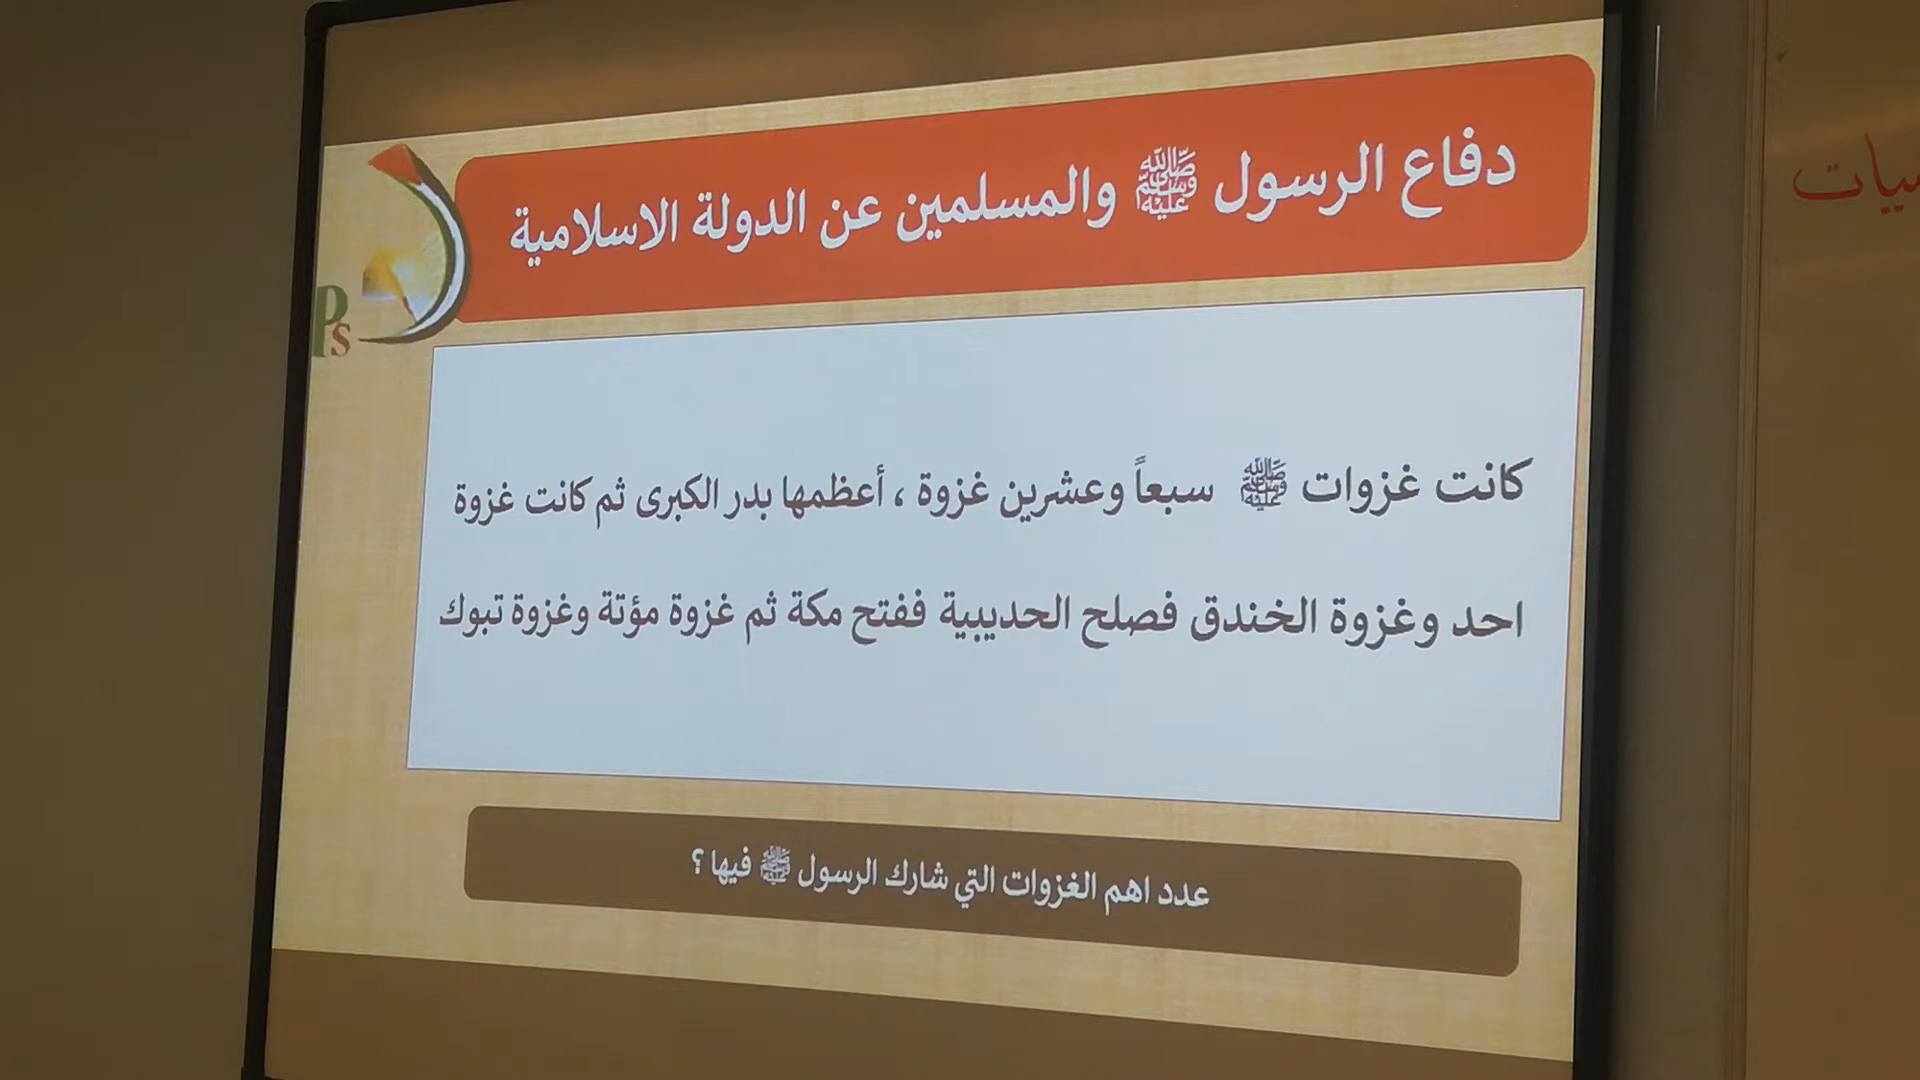 دفاع الرسول ﷺ والمسلمين عن الدولة الاسلامية
كانت غزوات ﷺ سبعاً وعشرين غزوة ، أعظمها بدر الكبرى ثم كانت غزوة
احد وغزوة الخندق فصلح الحديبية ففتح مكة ثم غزوة مؤتة وغزوة تبوك
عدد اهم الغزوات التي شارك الرسول ﷺ فيها ؟
Ps